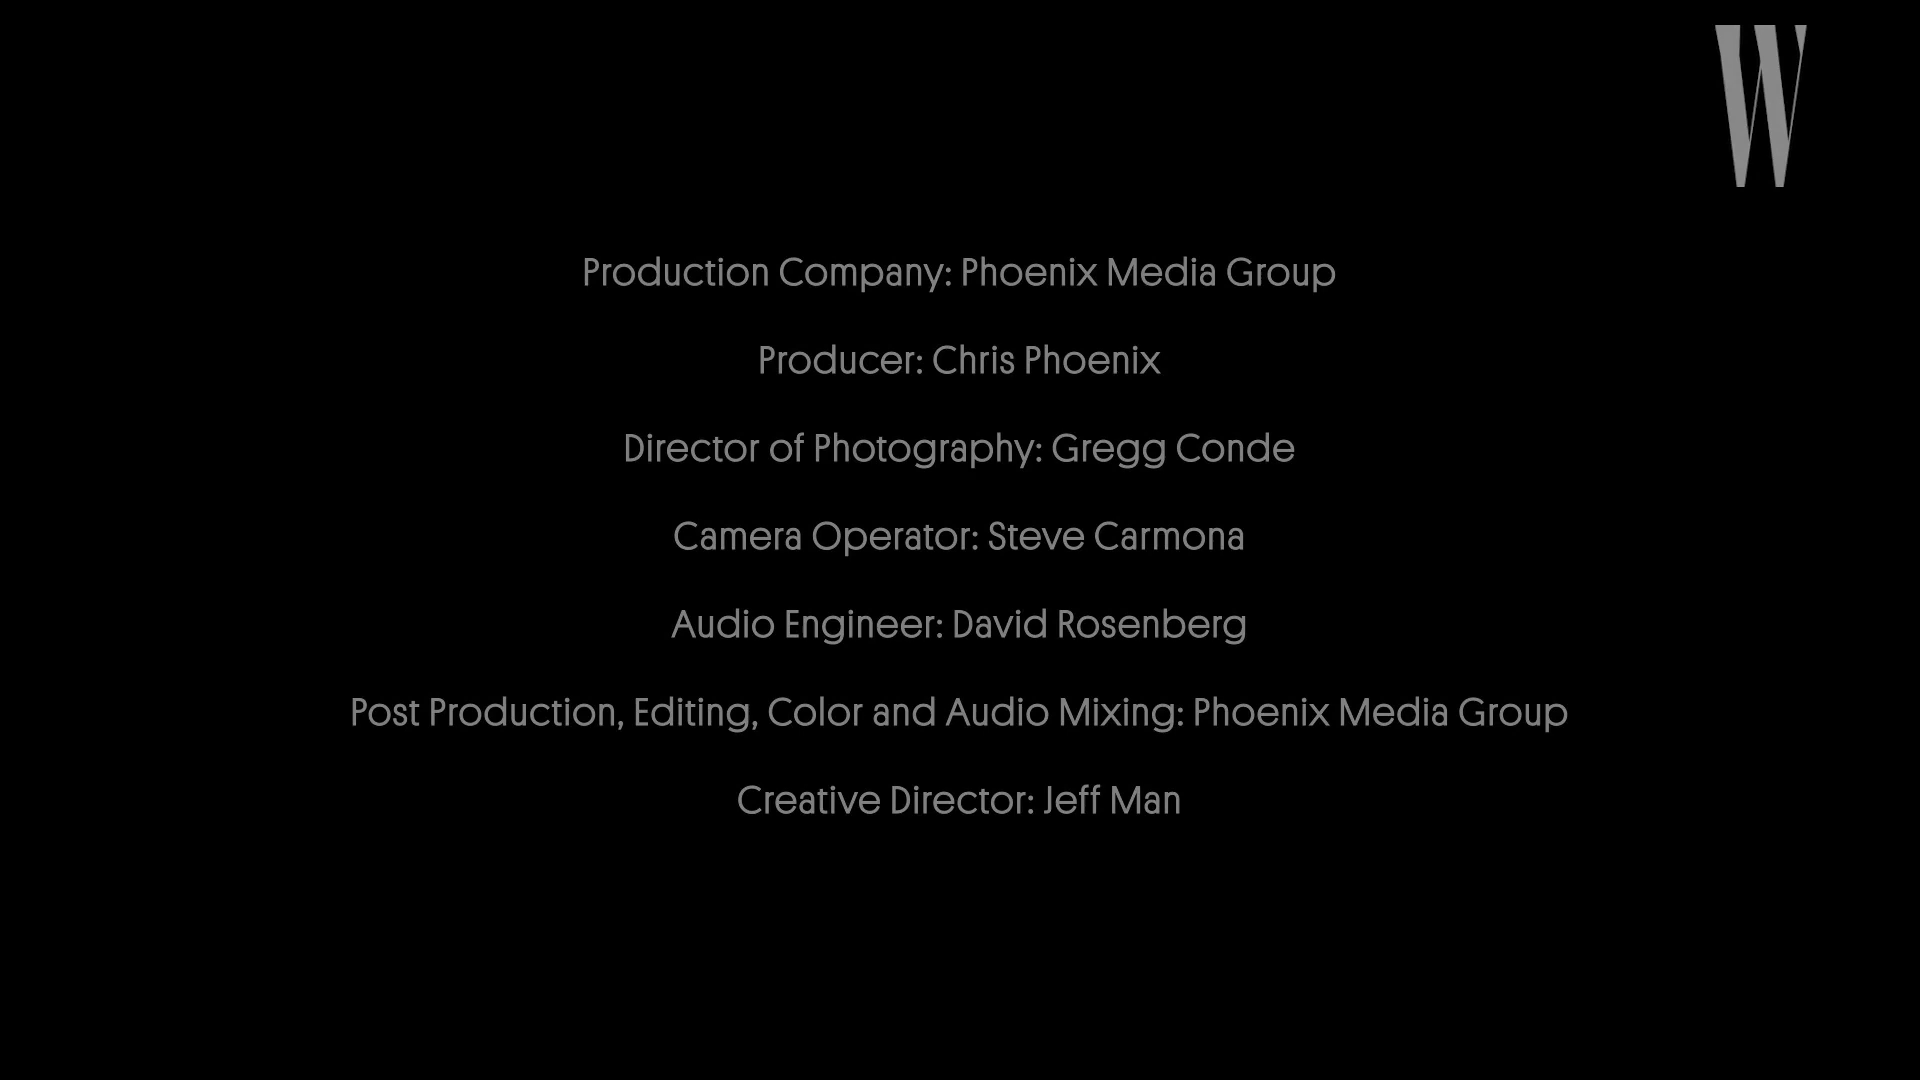 W
Production Company: Phoenix Media Group
Producer: Chris Phoenix
Director of Photography: Gregg Conde
Camera Operator: Steve Carmona
Audio Engineer: David Rosenberg
Post Production, Editing, Color and Audio Mixing: Phoenix Media Group
Creative Director: Jeff Man